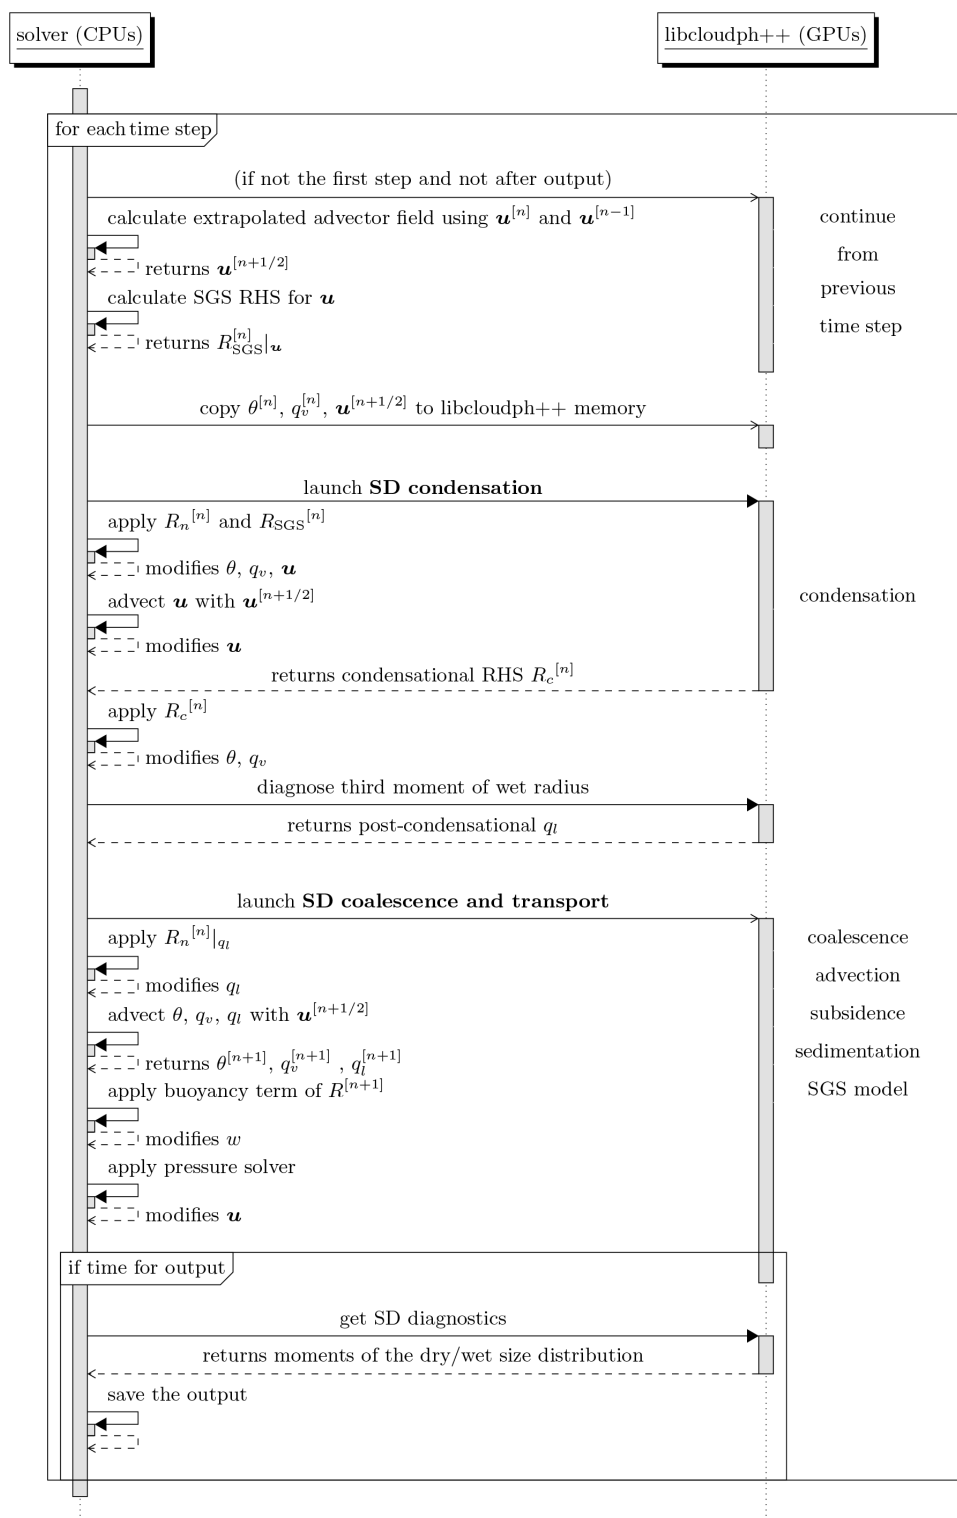 solver (CPUs)
libcloudph++ (GPUs)
for each time step
(if not the first step and not after output)
calculate extrapolated advector field using u^[n] and u^[n−1]
continue
from
returns u^[n+1/2]
previous
calculate SGS RHS for u
time step
returns R_SGS^[n]|_u
copy θ^[n], q_v^[n], u^[n+1/2] to libcloudph++ memory
launch SD condensation
apply R_n^[n] and R_SGS^[n]
modifies θ, q_v, u
condensation
advect u with u^[n+1/2]
modifies u
returns condensational RHS R_c^[n]
apply R_c^[n]
modifies θ, q_v
diagnose third moment of wet radius
returns post-condensational q_l
launch SD coalescence and transport
apply R_n^[n]|_q_l
coalescence
advection
modifies q_l
subsidence
advect θ, q_v, q_l with u^[n+1/2]
sedimentation
returns θ^[n+1], q_v^[n+1] , q_l^[n+1]
SGS model
apply buoyancy term of R^[n+1]
modifies w
apply pressure solver
modifies u
if time for output
get SD diagnostics
returns moments of the dry/wet size distribution
save the output